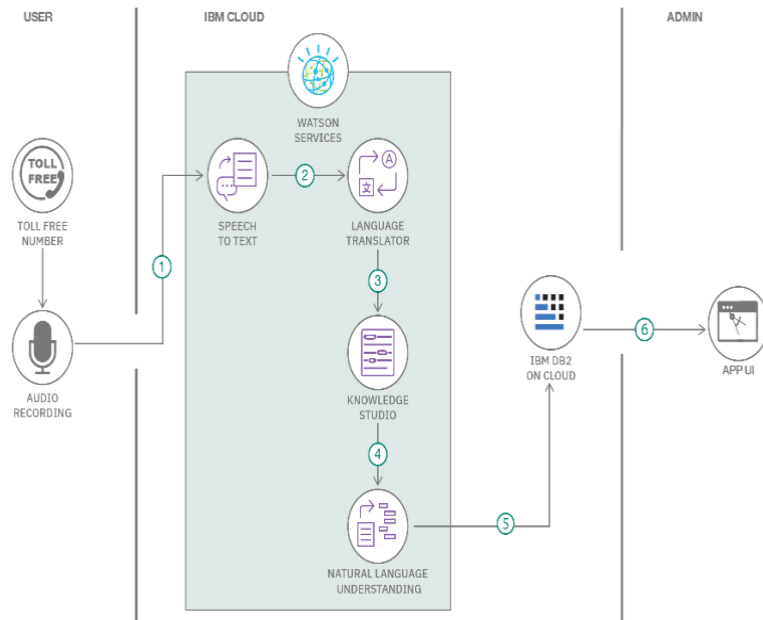 USER
IBM CLOUD
ADMIN
WATSON
SERVICES
TOLL
FREE
TOLL FREE
NUMBER
SPEECH
TO TEXT
2
A
文
LANGUAGE
TRANSLATOR
1
3
AUDIO
RECORDING
KNOWLEDGE
STUDIO
IBM DB2
ON CLOUD
6
APP UI
4
5
NATURAL LANGUAGE
UNDERSTANDING